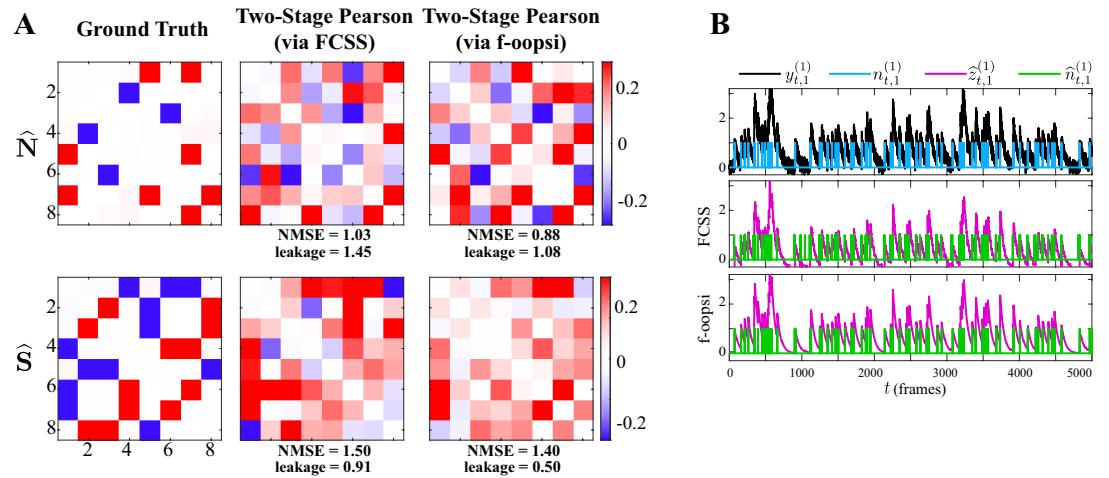 A
Ground Truth
Two-Stage Pearson
(via FCSS)
Two-Stage Pearson
(via f-oopsi)
N̂
2
4
6
8
0.2
0
-0.2
NMSE = 1.03
leakage = 1.45
NMSE = 0.88
leakage = 1.08
Ŝ
2
4
6
8
2 4 6 8
0.2
0
-0.2
NMSE = 1.50
leakage = 0.91
NMSE = 1.40
leakage = 0.50
B
y_{t,1}^{(1)} n_{t,1}^{(1)} ẑ_{t,1}^{(1)} n̂_{t,1}^{(1)}
2
0
FCSS
2
0
f-oopsi
2
0
0 1000 2000 3000 4000 5000
t (frames)